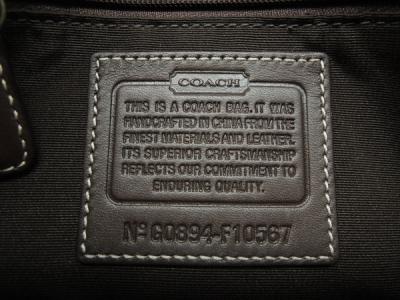 COACH
THIS IS A COACH BAG. IT WAS
HANDCRAFTED IN CHINA FROM THE
FINEST MATERIALS AND LEATHER.
IT'S SUPERIOR CRAFTSMANSHIP
REFLECTS OUR COMMITMENT TO
ENDURING QUALITY.
Nº G0894-F10567